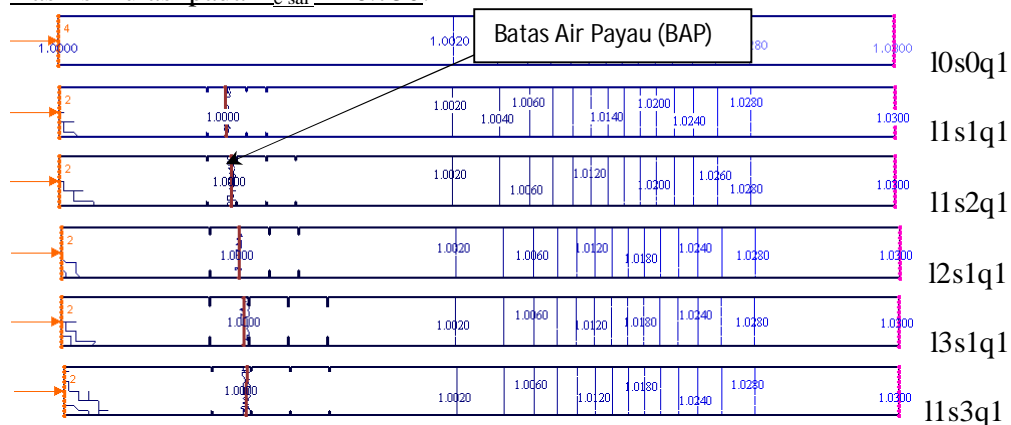 4
1.0000 1.0020 Batas Air Payau (BAP) 280 1.0300
l0s0q1
2
1.0000 1.0020 1.0040 1.0060 1.0140 1.0200 1.0240 1.0280 1.0300
l1s1q1
2
1.0020 1.0060 1.0120 1.0200 1.0260 1.0280 1.0300
l1s2q1
2
1.0000 1.0020 1.0060 1.0120 1.0180 1.0240 1.0280 1.0300
l2s1q1
2
1.0020 1.0060 1.0120 1.0180 1.0240 1.0280 1.0300
l3s1q1
2
1.0000 1.0020 1.0060 1.0120 1.0180 1.0240 1.0280 1.0300
l1s3q1